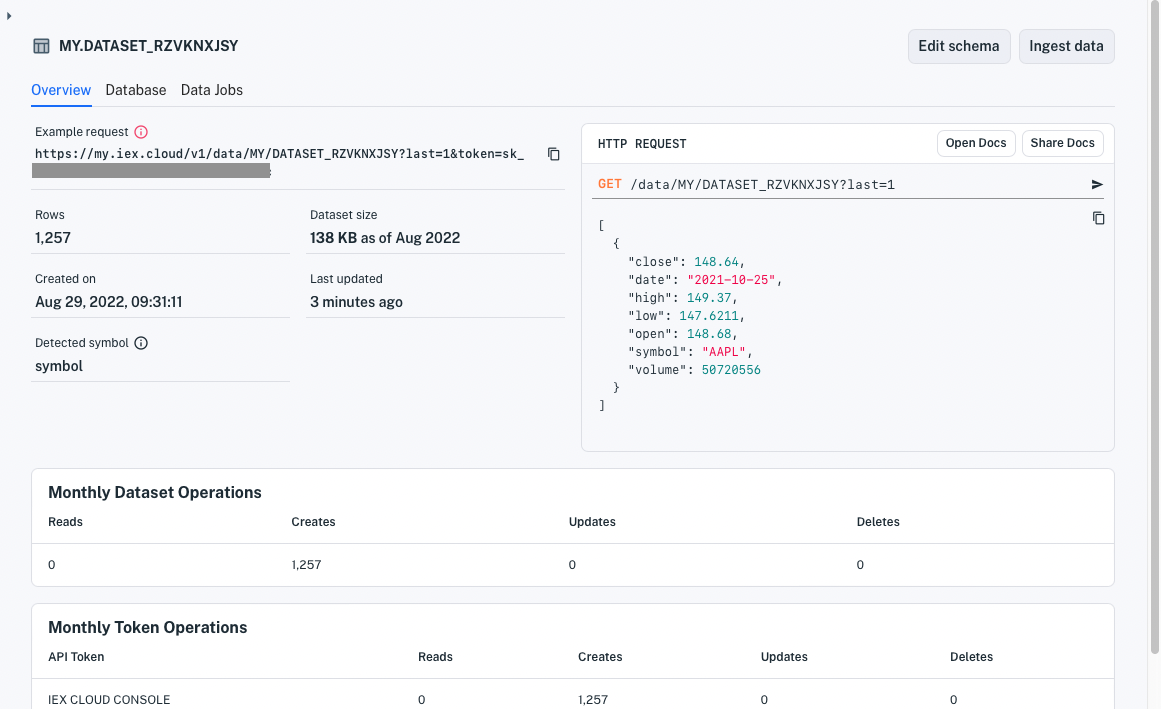 MY.DATASET_RZVKNXJSY
Edit schema
Ingest data
Overview
Database
Data Jobs
Example request
https://my.iex.cloud/v1/data/MY/DATASET_RZVKNXJSY?last=1&token=sk_
Rows
Dataset size
1,257
138 KB as of Aug 2022
Created on
Last updated
Aug 29, 2022, 09:31:11
3 minutes ago
Detected symbol
symbol
HTTP REQUEST
Open Docs
Share Docs
GET /data/MY/DATASET_RZVKNXJSY?last=1
[
{
"close": 148.64,
"date": "2021-10-25",
"high": 149.37,
"low": 147.6211,
"open": 148.68,
"symbol": "AAPL",
"volume": 50720556
}
]
Monthly Dataset Operations
Reads Creates Updates Deletes
0 1,257 0 0
Monthly Token Operations
API Token Reads Creates Updates Deletes
IEX CLOUD CONSOLE 0 1,257 0 0